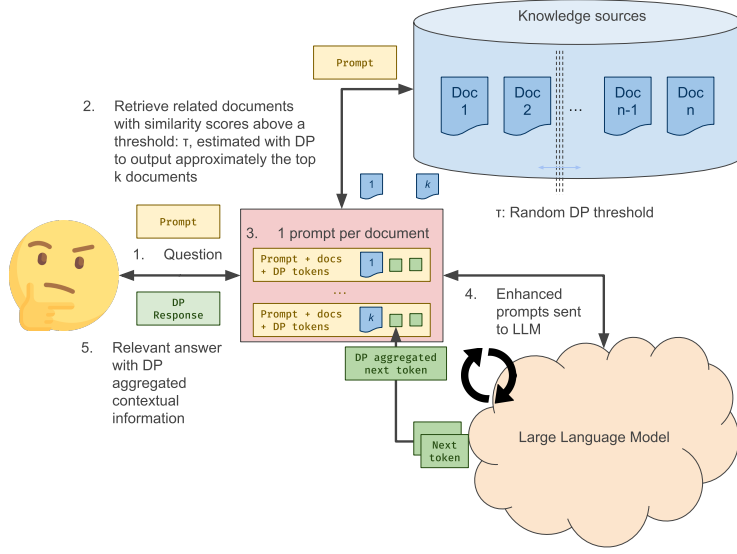 Knowledge sources
Prompt
Doc
1
Doc
2
...
Doc
n-1
Doc
n
2. Retrieve related documents
with similarity scores above a
threshold: τ, estimated with DP
to output approximately the top
k documents
1
k
τ: Random DP threshold
Prompt
1. Question
DP
Response
3. 1 prompt per document
Prompt + docs
+ DP tokens
1
...
Prompt + docs
+ DP tokens
k
4. Enhanced
prompts sent
to LLM
5. Relevant answer
with DP
aggregated
contextual
information
DP aggregated
next token
Large Language Model
Next
token